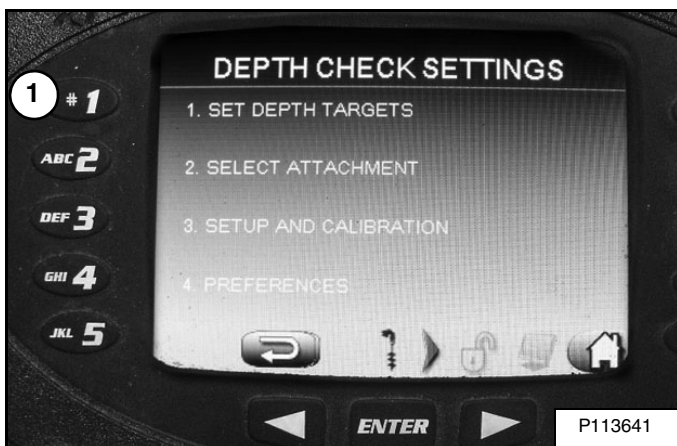 DEPTH CHECK SETTINGS
1
# 1
1. SET DEPTH TARGETS
ABC 2
2. SELECT ATTACHMENT
DEF 3
3. SETUP AND CALIBRATION
GHI 4
4. PREFERENCES
JKL 5
ENTER
P113641